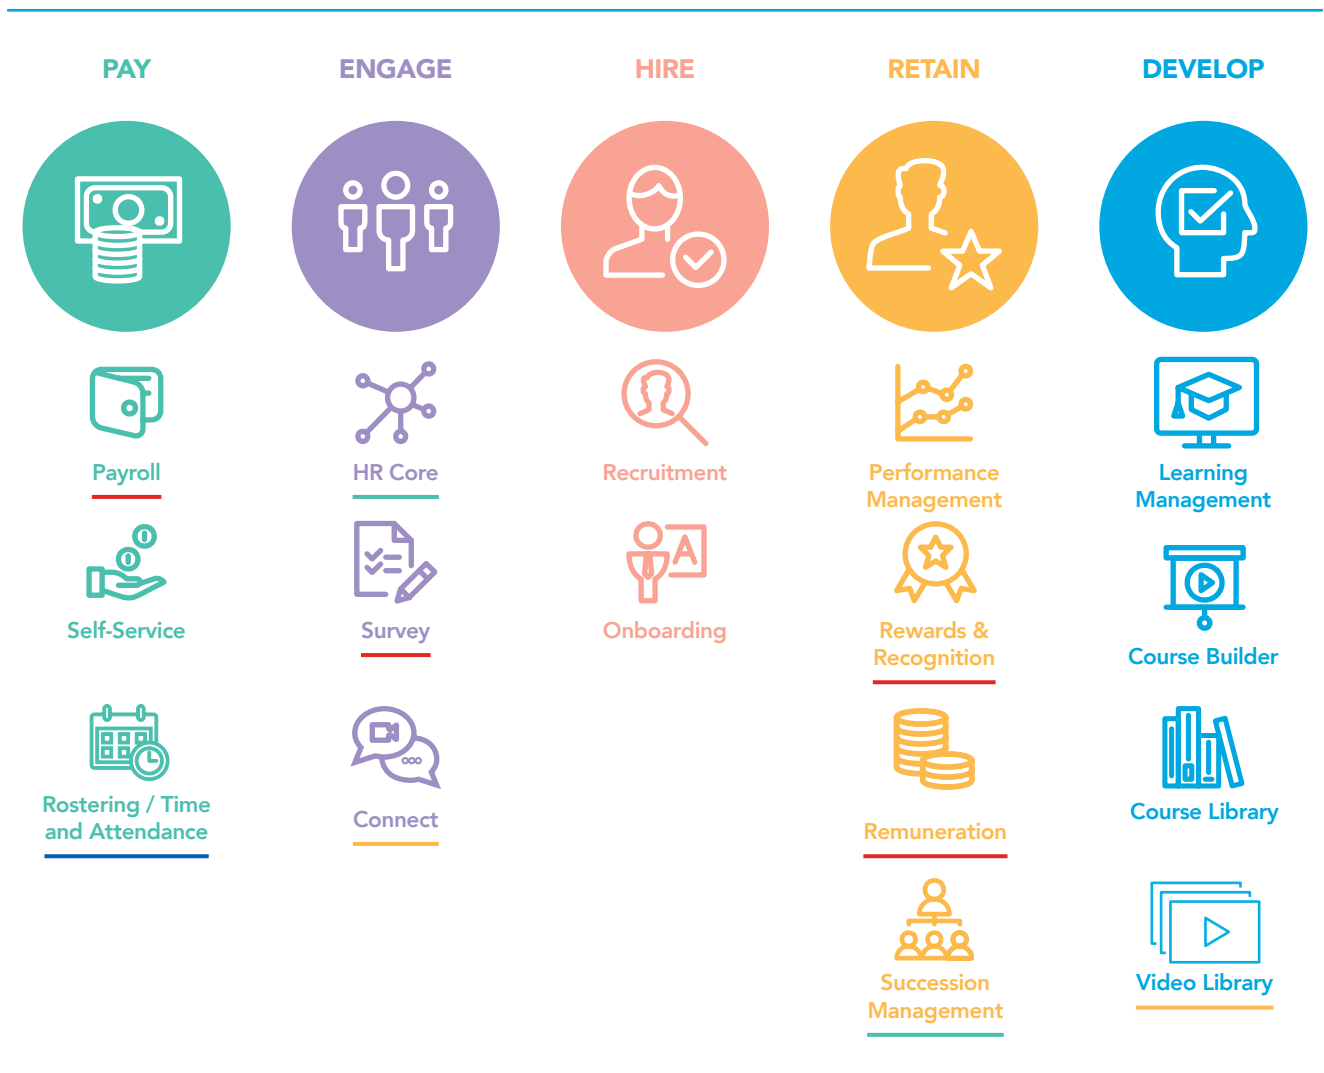 PAY
ENGAGE
HIRE
RETAIN
DEVELOP
Payroll
HR Core
Recruitment
Performance
Management
Learning
Management
A
Self-Service
Survey
Onboarding
Rewards &
Recognition
Course Builder
Rostering / Time
and Attendance
Connect
Remuneration
Course Library
Succession
Management
Video Library